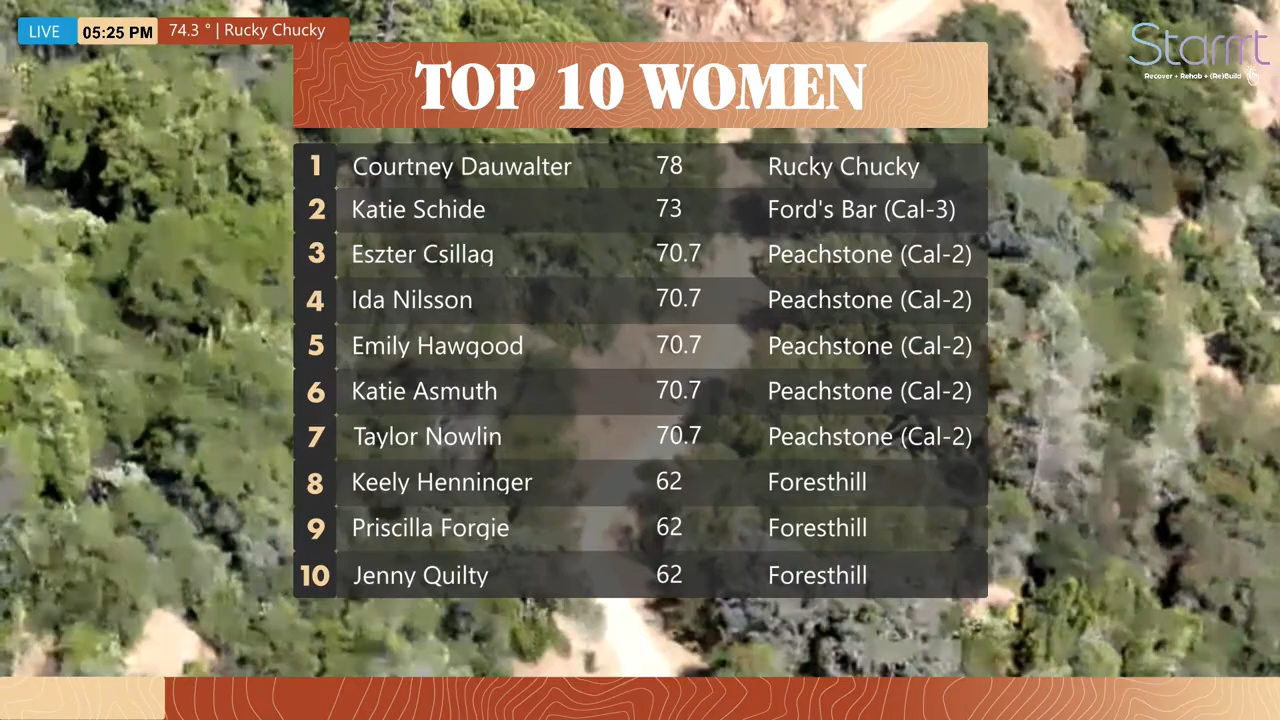 LIVE 05:25 PM 74.3 ° | Rucky Chucky
Starrt
Recover + Rehab + (Re)Build
TOP 10 WOMEN
1 Courtney Dauwalter 78 Rucky Chucky
2 Katie Schide 73 Ford's Bar (Cal-3)
3 Eszter Csillag 70.7 Peachstone (Cal-2)
4 Ida Nilsson 70.7 Peachstone (Cal-2)
5 Emily Hawgood 70.7 Peachstone (Cal-2)
6 Katie Asmuth 70.7 Peachstone (Cal-2)
7 Taylor Nowlin 70.7 Peachstone (Cal-2)
8 Keely Henninger 62 Foresthill
9 Priscilla Forgie 62 Foresthill
10 Jenny Quilty 62 Foresthill